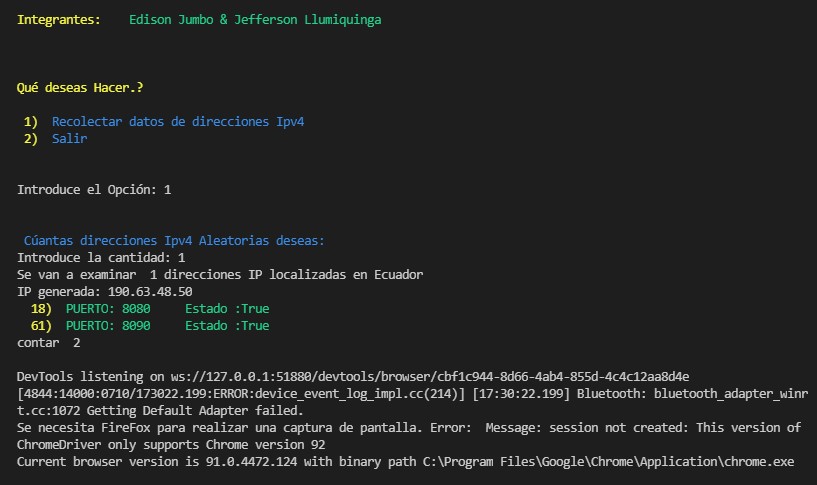 Integrantes: Edison Jumbo & Jefferson Llumiquinga
Qué deseas Hacer.?
1) Recolectar datos de direcciones Ipv4
2) Salir
Introduce el Opción: 1
Cúantas direcciones Ipv4 Aleatorias deseas:
Introduce la cantidad: 1
Se van a examinar 1 direcciones IP localizadas en Ecuador
IP generada: 190.63.48.50
18) PUERTO: 8080 Estado :True
61) PUERTO: 8090 Estado :True
contar 2
DevTools listening on ws://127.0.0.1:51880/devtools/browser/cbf1c944-8d66-4ab4-855d-4c4c12aa8d4e
[4844:14000:0710/173022.199:ERROR:device_event_log_impl.cc(214)] [17:30:22.199] Bluetooth: bluetooth_adapter_winr
t.cc:1072 Getting Default Adapter failed.
Se necesita FireFox para realizar una captura de pantalla. Error: Message: session not created: This version of
ChromeDriver only supports Chrome version 92
Current browser version is 91.0.4472.124 with binary path C:\Program Files\Google\Chrome\Application\chrome.exe